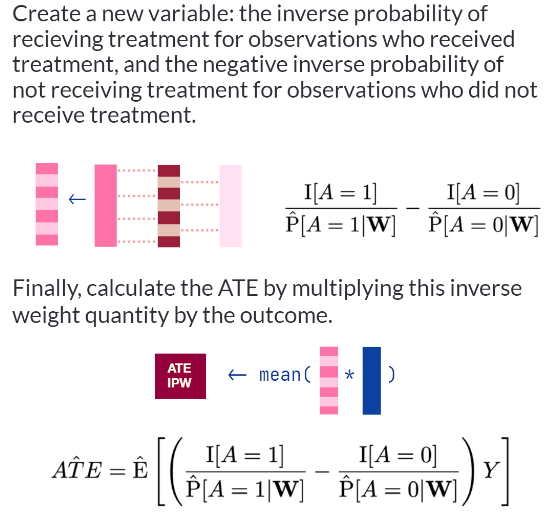 Create a new variable: the inverse probability of
recieving treatment for observations who received
treatment, and the negative inverse probability of
not receiving treatment for observations who did not
receive treatment.
← I[A = 1] / P̂[A = 1|W] − I[A = 0] / P̂[A = 0|W]
Finally, calculate the ATE by multiplying this inverse
weight quantity by the outcome.
ATE
IPW
← mean( * )
AT̂E = Ê[(I[A = 1] / P̂[A = 1|W] − I[A = 0] / P̂[A = 0|W]) Y]